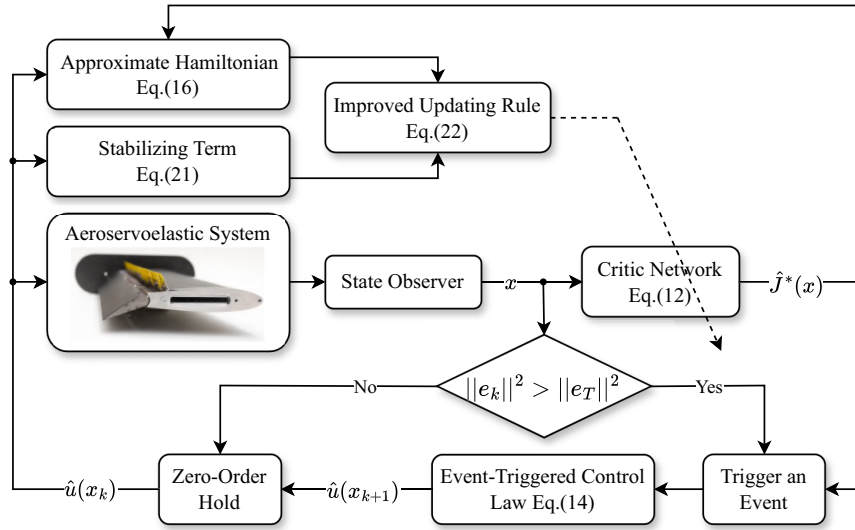 Approximate Hamiltonian
Eq.(16)
Improved Updating Rule
Eq.(22)
Stabilizing Term
Eq.(21)
Aeroservoelastic System
State Observer
x
Critic Network
Eq.(12)
Ĵ*(x)
||e_k||² > ||e_T||²
No
Yes
Zero-Order
Hold
Event-Triggered Control
Law Eq.(14)
Trigger an
Event
û(x_k)
û(x_{k+1})